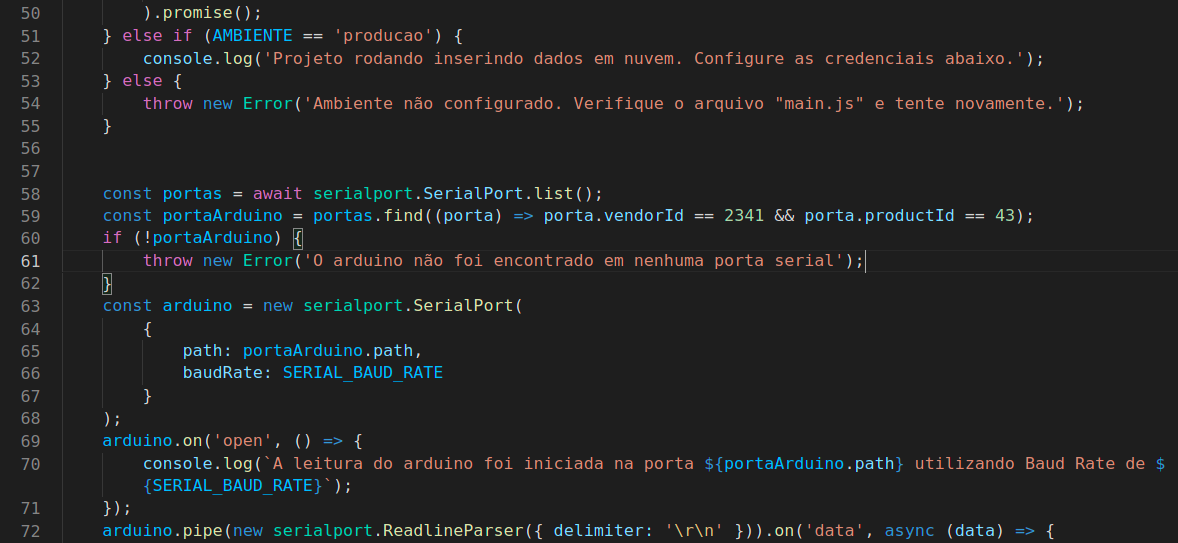 50 ).promise();
51 } else if (AMBIENTE == 'producao') {
52 console.log('Projeto rodando inserindo dados em nuvem. Configure as credenciais abaixo.');
53 } else {
54 throw new Error('Ambiente não configurado. Verifique o arquivo "main.js" e tente novamente.');
55 }
56
57
58 const portas = await serialport.SerialPort.list();
59 const portaArduino = portas.find((porta) => porta.vendorId == 2341 && porta.productId == 43);
60 if (!portaArduino) {
61 throw new Error('O arduino não foi encontrado em nenhuma porta serial');
62 }
63 const arduino = new serialport.SerialPort(
64 {
65 path: portaArduino.path,
66 baudRate: SERIAL_BAUD_RATE
67 }
68 );
69 arduino.on('open', () => {
70 console.log(`A leitura do arduino foi iniciada na porta ${portaArduino.path} utilizando Baud Rate de $
{SERIAL_BAUD_RATE}`);
71 });
72 arduino.pipe(new serialport.ReadlineParser({ delimiter: '\r\n' })).on('data', async (data) => {